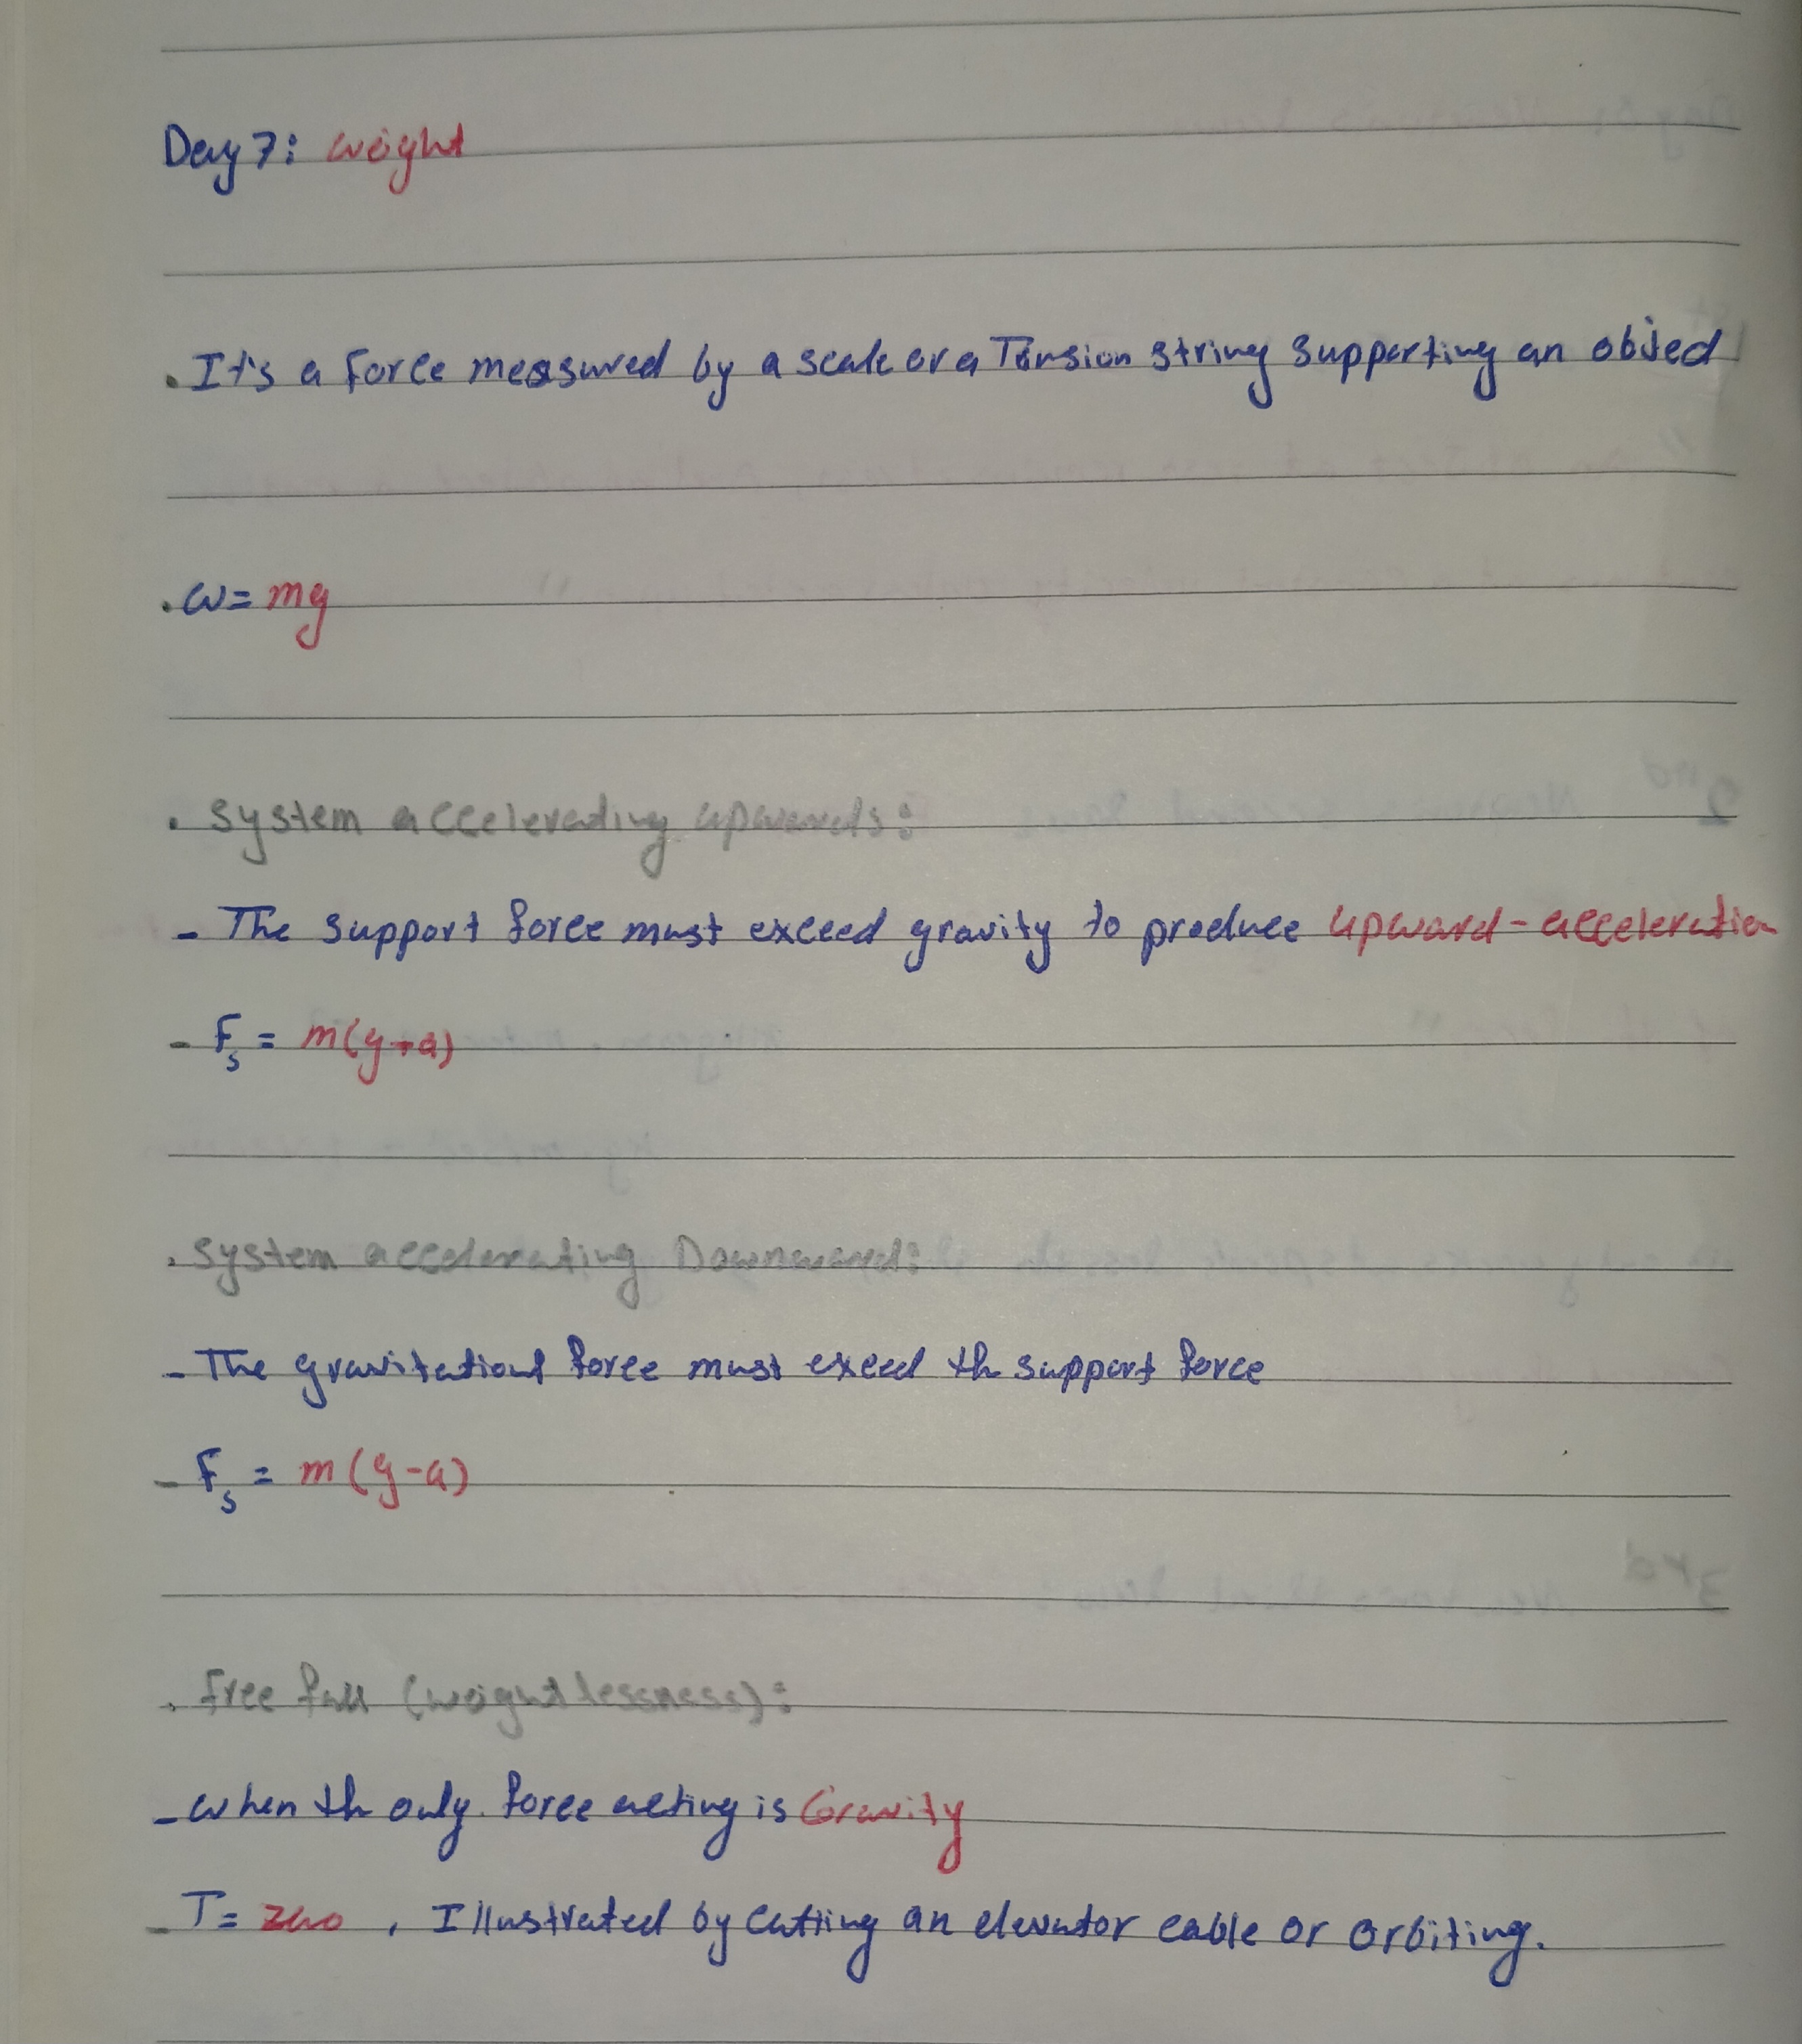 Day 7: weight
. It's a force measured by a scale or a Tension string supporting an object
. W = mg
. System accelerating upwards:
- The support force must exceed gravity to produce upward-acceleration
- Fs = m(g+a)
. System accelerating Downward:
- The gravitational force must exceed th support force
- Fs = m(g-a)
. free fall (weightlessness):
- when th only force acting is Gravity
- T = zero , Illustrated by cutting an elevator cable or orbiting.